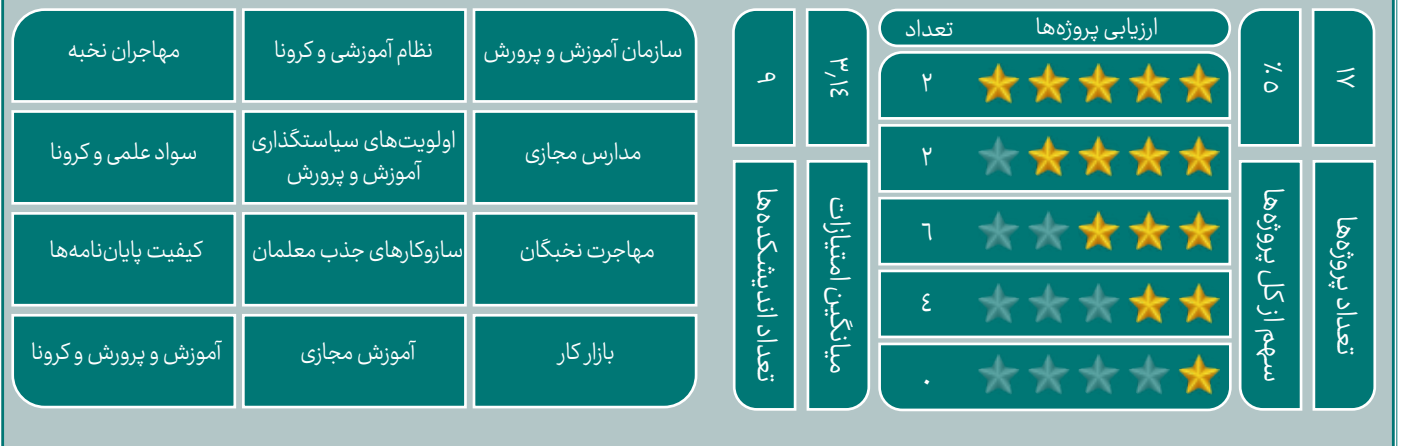 ۱۷
تعداد پروژه‌ها
٪ ۵
سهم از کل پروژه‌ها
ارزیابی پروژه‌ها تعداد
۲
۲
٦
٤
۰
۳٫۱٤
میانگین امتیازات
۹
تعداد اندیشکده‌ها
سازمان آموزش و پرورش
نظام آموزشی و کرونا
مهاجران نخبه
مدارس مجازی
اولویت‌های سیاستگذاری
آموزش و پرورش
سواد علمی و کرونا
مهاجرت نخبگان
سازوکارهای جذب معلمان
کیفیت پایان‌نامه‌ها
بازار کار
آموزش مجازی
آموزش و پرورش و کرونا